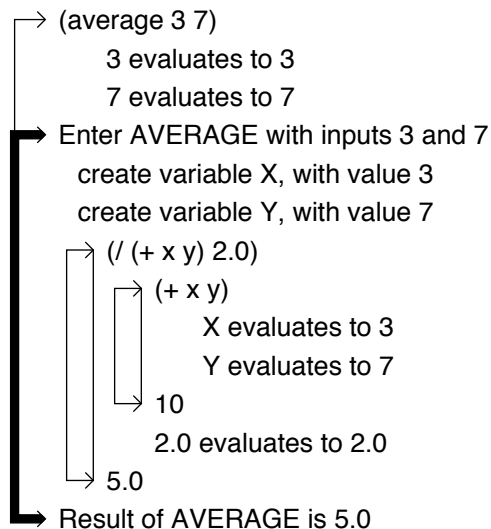 (average 3 7)
3 evaluates to 3
7 evaluates to 7
Enter AVERAGE with inputs 3 and 7
create variable X, with value 3
create variable Y, with value 7
(/ (+ x y) 2.0)
(+ x y)
X evaluates to 3
Y evaluates to 7
10
2.0 evaluates to 2.0
5.0
Result of AVERAGE is 5.0